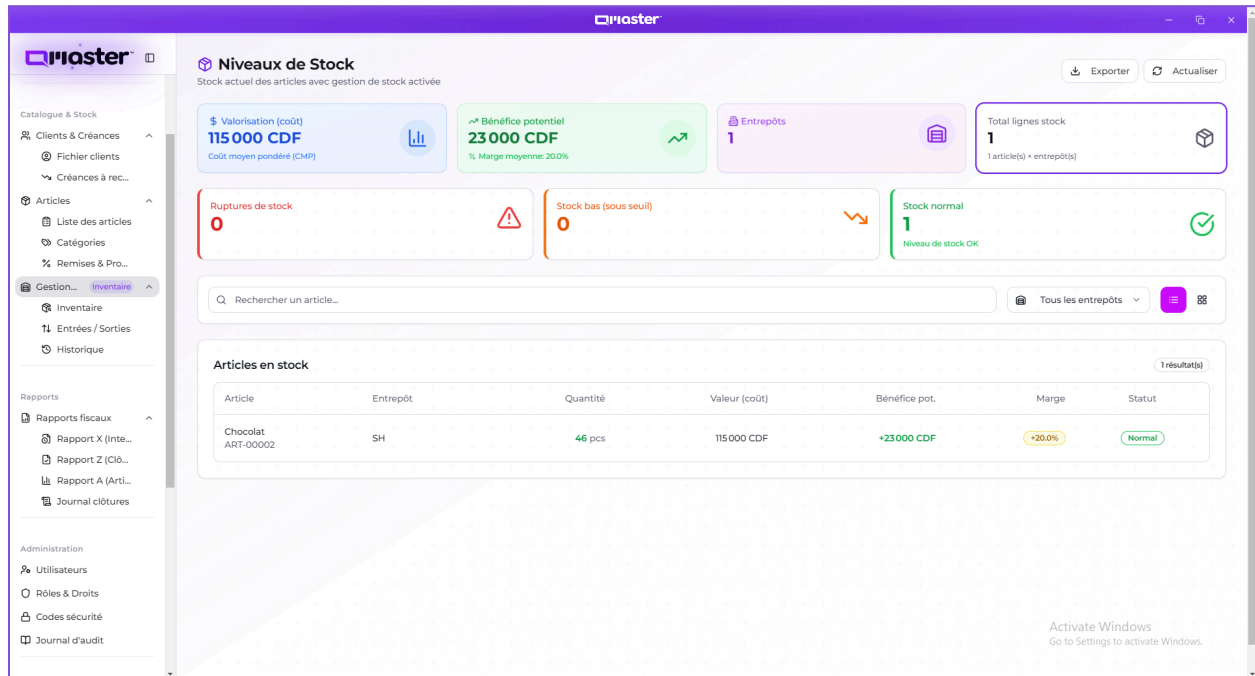 Qmaster
Qmaster
Catalogue & Stock
Clients & Créances
Fichier clients
Créances à rec...
Articles
Liste des articles
Catégories
% Remises & Pro...
Gestion... Inventaire
Inventaire
Entrées / Sorties
Historique
Rapports
Rapports fiscaux
Rapport X (Inte...
Rapport Z (Clô...
Rapport A (Arti...
Journal clôtures
Administration
Utilisateurs
Rôles & Droits
Codes sécurité
Journal d'audit
Niveaux de Stock
Stock actuel des articles avec gestion de stock activée
Exporter
Actualiser
$ Valorisation (coût)
115 000 CDF
Coût moyen pondéré (CMP)
Bénéfice potentiel
23 000 CDF
% Marge moyenne: 20.0%
Entrepôts
1
Total lignes stock
1
1 article(s) × entrepôt(s)
Ruptures de stock
0
Stock bas (sous seuil)
0
Stock normal
1
Niveau de stock OK
Rechercher un article...
Tous les entrepôts
Articles en stock
1 résultat(s)
Article Entrepôt Quantité Valeur (coût) Bénéfice pot. Marge Statut
Chocolat
ART-00002
SH 46 pcs 115 000 CDF +23 000 CDF +20.0% Normal
Activate Windows
Go to Settings to activate Windows.